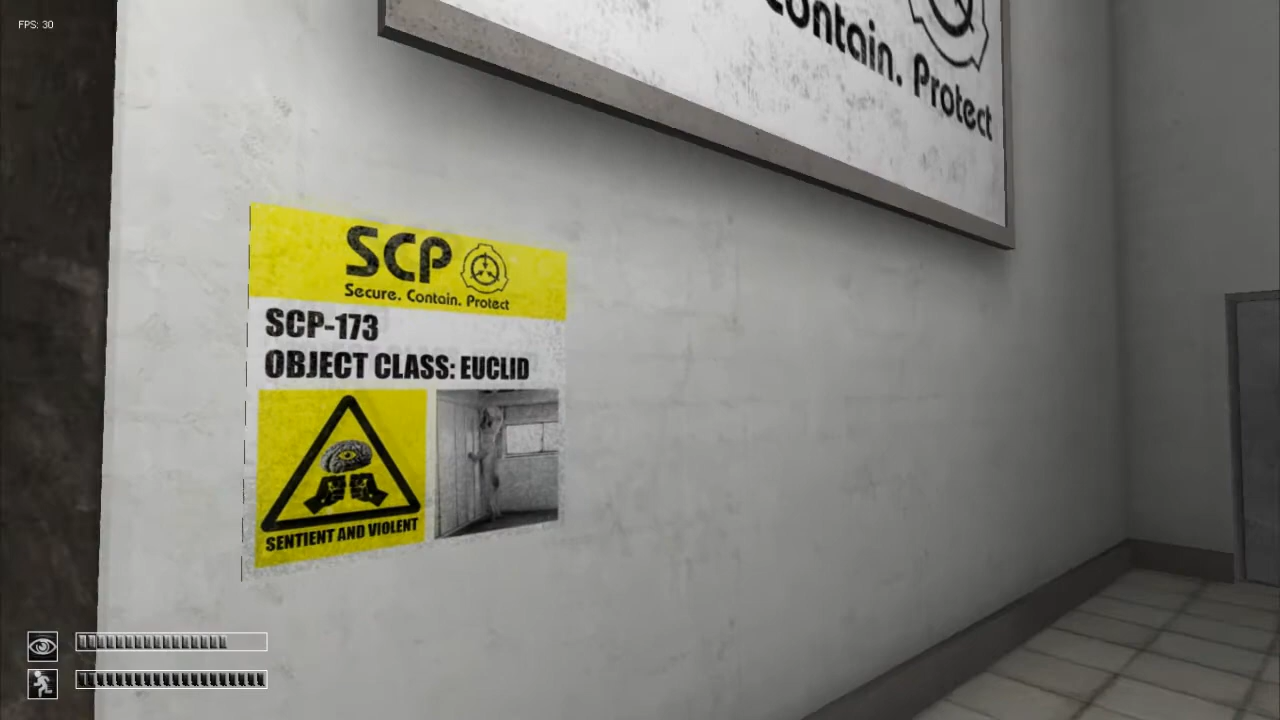 FPS: 30
Contain. Protect
SCP
Secure. Contain. Protect
SCP-173
OBJECT CLASS: EUCLID
SENTIENT AND VIOLENT